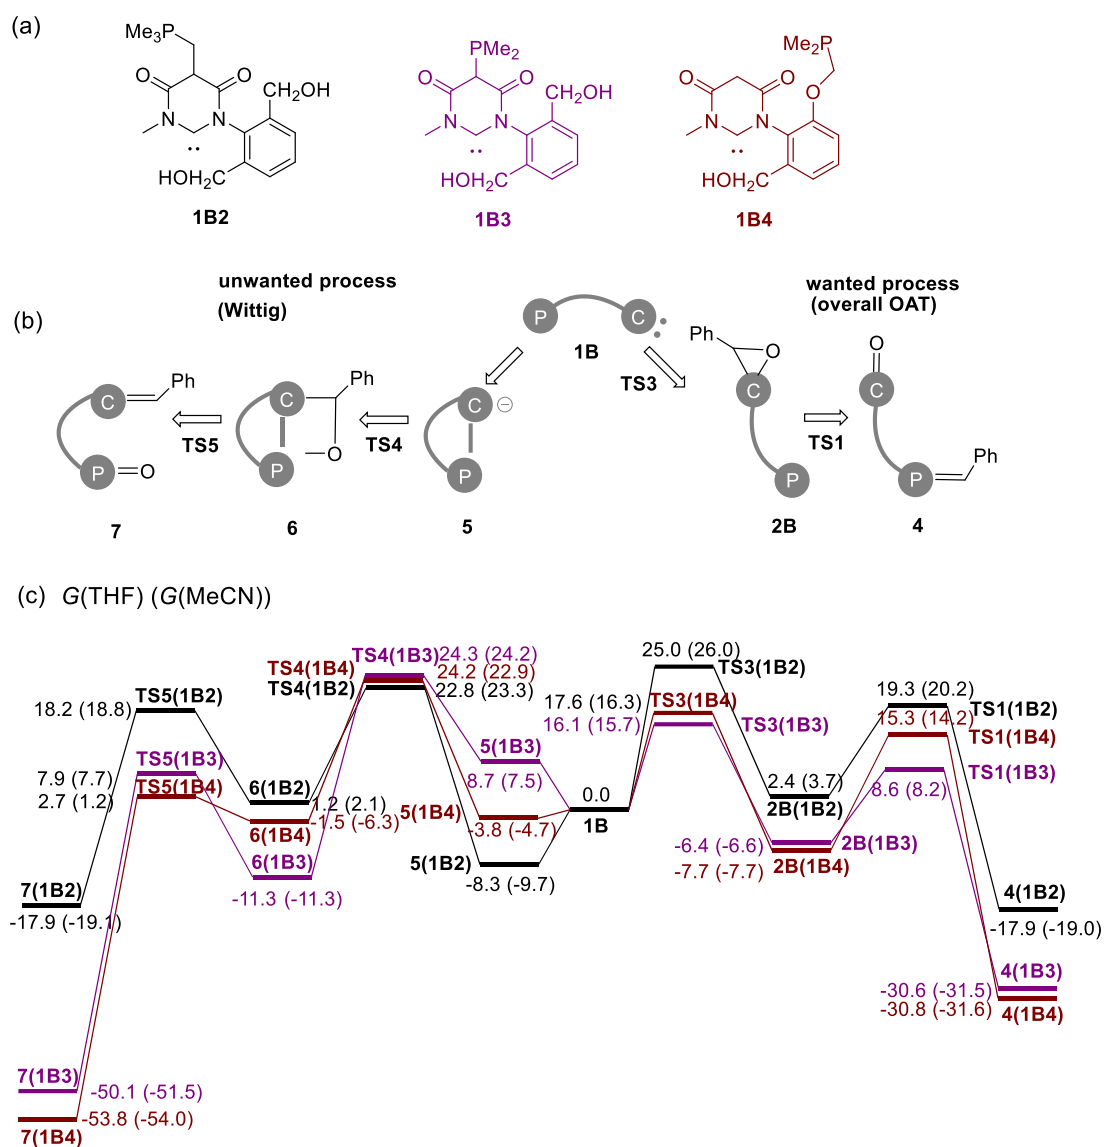 (a)
Me3P
O
O
CH2OH
N
N
HOH2C
1B2
PMe2
O
O
CH2OH
N
N
HOH2C
1B3
Me2P
O
O
O
N
N
HOH2C
1B4
unwanted process
(Wittig)
wanted process
(overall OAT)
(b)
P
C
1B
TS3
Ph
O
C
P
2B
TS1
O
C
P
Ph
4
C
⊖
P
5
TS4
C
Ph
O
P
6
TS5
Ph
C
P
O
7
(c) G(THF) (G(MeCN))
TS4(1B3) 24.3 (24.2)
TS4(1B4) 24.2 (22.9)
TS4(1B2) 22.8 (23.3)
25.0 (26.0)
TS3(1B2)
17.6 (16.3)
TS3(1B4)
16.1 (15.7)
TS3(1B3)
19.3 (20.2)
TS1(1B2)
15.3 (14.2)
TS1(1B4)
TS1(1B3)
8.6 (8.2)
TS5(1B2)
18.2 (18.8)
TS5(1B3)
7.9 (7.7)
TS5(1B4)
2.7 (1.2)
6(1B2)
1.2 (2.1)
6(1B4)
-1.5 (-6.3)
6(1B3)
-11.3 (-11.3)
5(1B3)
8.7 (7.5)
5(1B4)
-3.8 (-4.7)
5(1B2)
-8.3 (-9.7)
0.0
1B
2.4 (3.7)
2B(1B2)
-6.4 (-6.6)
2B(1B3)
-7.7 (-7.7)
2B(1B4)
7(1B2)
-17.9 (-19.1)
4(1B2)
-17.9 (-19.0)
4(1B3)
-30.6 (-31.5)
-30.8 (-31.6)
4(1B4)
7(1B3)
-50.1 (-51.5)
-53.8 (-54.0)
7(1B4)